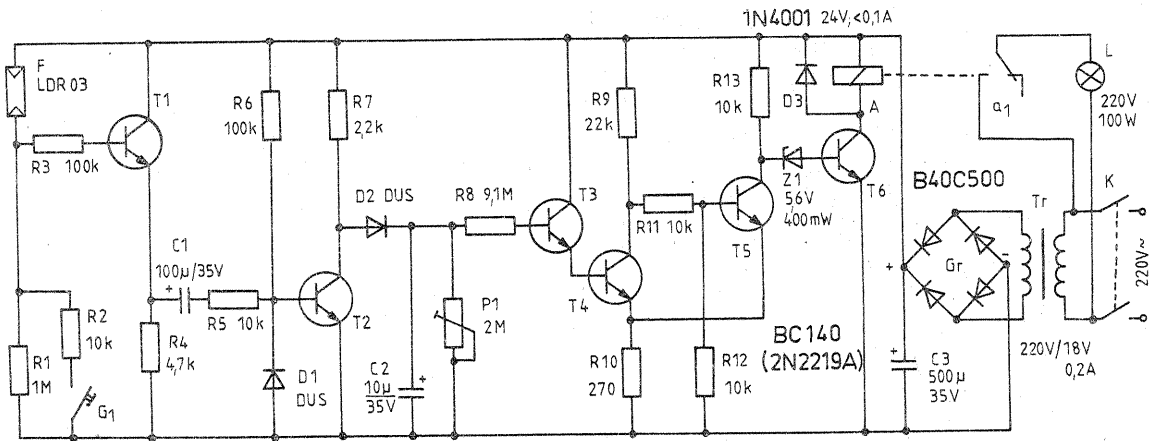 1N4001 24V;<0,1A
F
LDR 03
T1
R3 100k
R6
100k
R7
2,2k
R9
22k
R13
10k
D3
A
a1
L
220V
100W
D2 DUS
R8 9,1M
T3
R11 10k
Z1
56V
400mW
T6
T5
B40C500
Tr
K
Gr
+
-
220V~
C1
100µ/35V
+
R5 10k
T2
T4
P1
2M
R2
10k
R1
1M
G1
R4
4,7k
D1
DUS
C2
10µ
35V
+
R10
270
R12
10k
BC140
(2N2219A)
+
C3
500µ
35V
220V/18V
0,2A